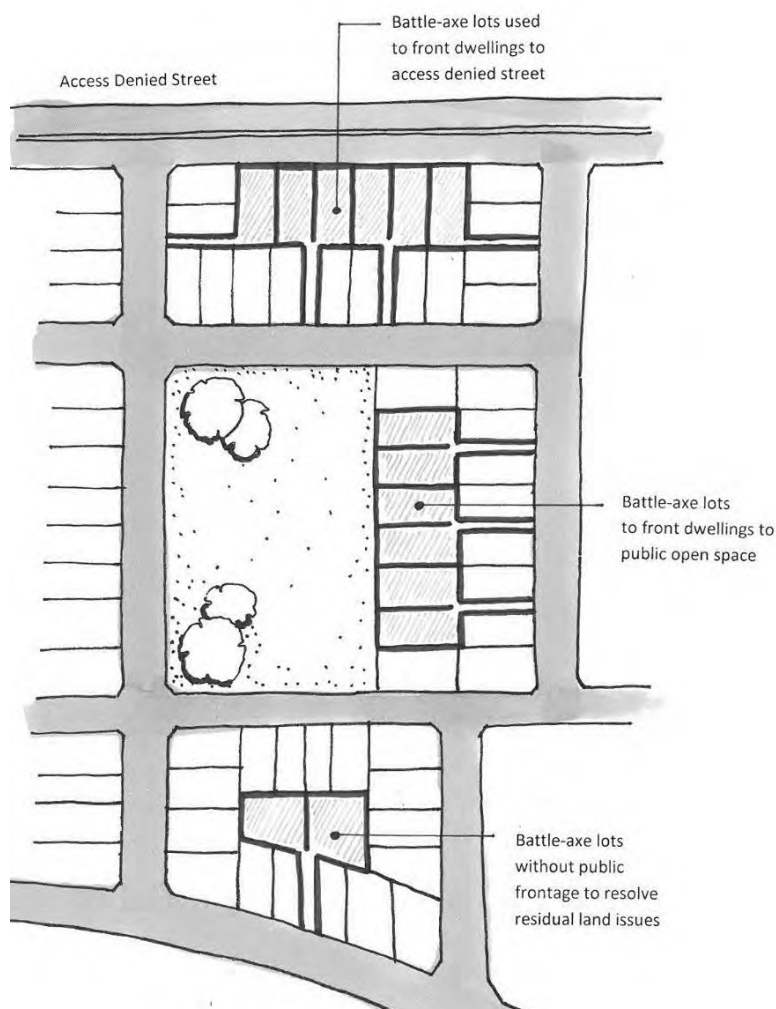 Battle-axe lots used
to front dwellings to
access denied street
Access Denied Street
Battle-axe lots
to front dwellings to
public open space
Battle-axe lots
without public
frontage to resolve
residual land issues